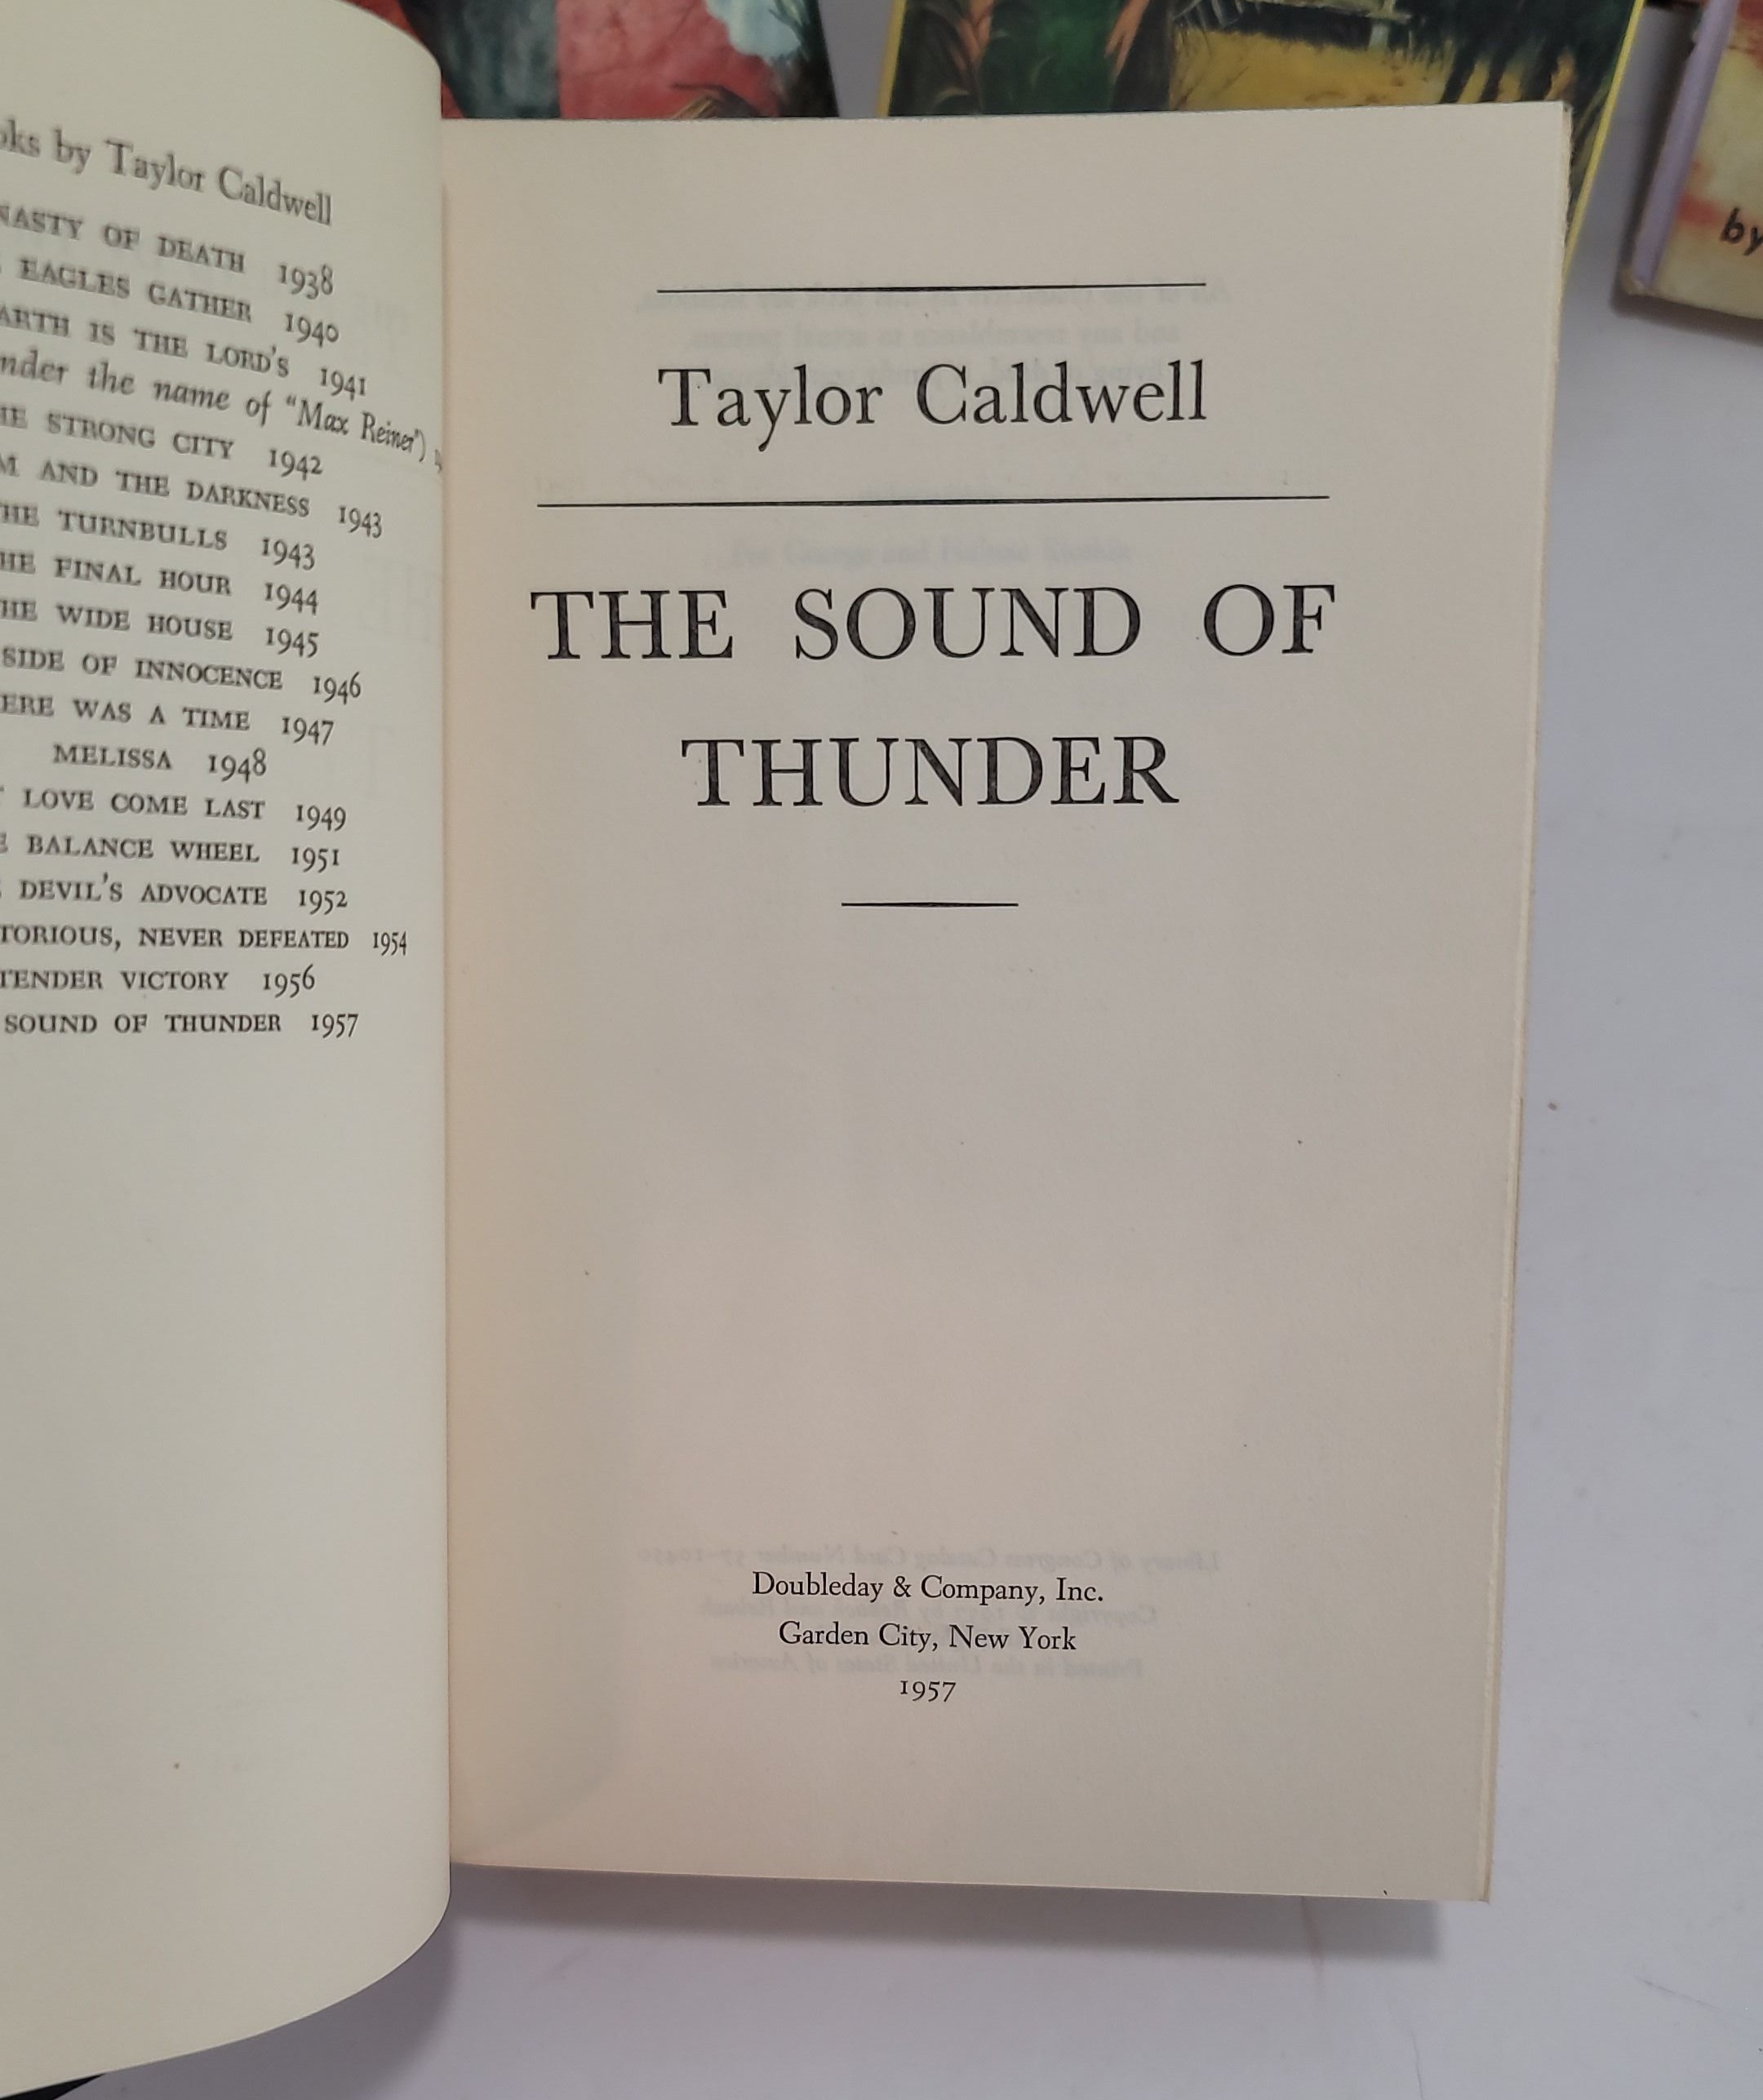 oks by Taylor Caldwell
NASTY OF DEATH 1938
EAGLES GATHER 1940
ARTH IS THE LORD'S 1941
nder the name of "Max Reiner")
HE STRONG CITY 1942
M AND THE DARKNESS 1943
HE TURNBULLS 1943
HE FINAL HOUR 1944
HE WIDE HOUSE 1945
SIDE OF INNOCENCE 1946
ERE WAS A TIME 1947
MELISSA 1948
T LOVE COME LAST 1949
E BALANCE WHEEL 1951
E DEVIL'S ADVOCATE 1952
TORIOUS, NEVER DEFEATED 1954
TENDER VICTORY 1956
SOUND OF THUNDER 1957
Taylor Caldwell
THE SOUND OF
THUNDER
Doubleday & Company, Inc.
Garden City, New York
1957
by